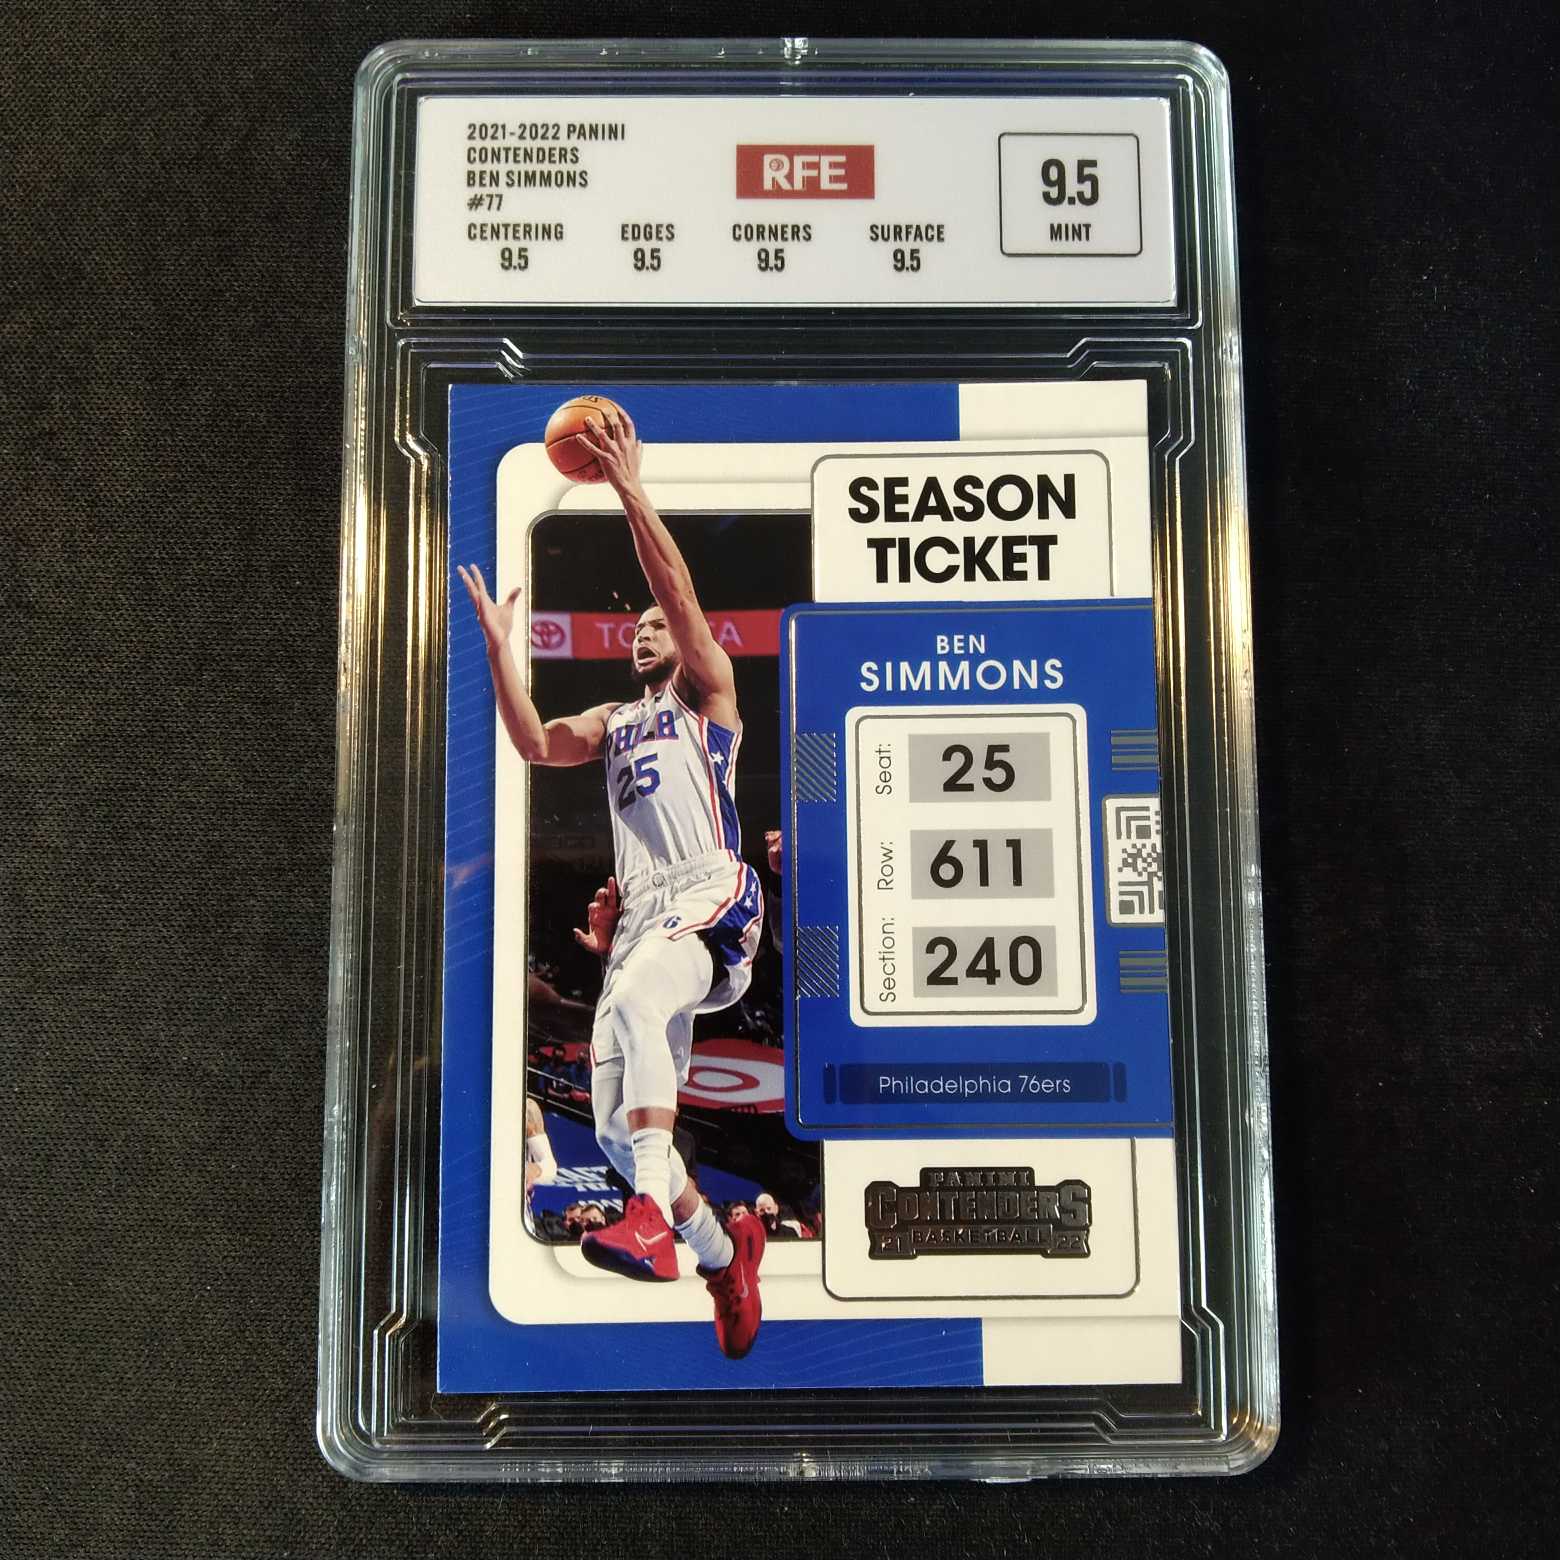 2021-2022 PANINI
CONTENDERS
BEN SIMMONS
#77
RFE
CENTERING
9.5
EDGES
9.5
CORNERS
9.5
SURFACE
9.5
9.5
MINT
SEASON
TICKET
TOYOTA
PHILA
25
6
BEN
SIMMONS
Seat:
25
Row:
611
Section:
240
Philadelphia 76ers
PANINI
CONTENDERS
21 BASKETBALL 22